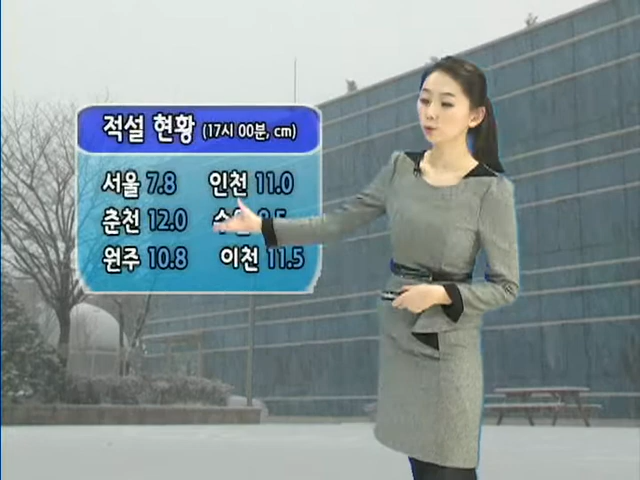 적설 현황 (17시 00분, cm)
서울 7.8 인천 11.0
춘천 12.0
원주 10.8 이천 11.5